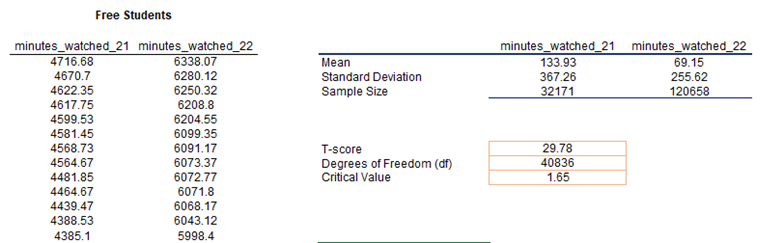 Free Students
minutes_watched_21 minutes_watched_22
4716.68 6338.07
4670.7 6280.12
4622.35 6250.32
4617.75 6208.8
4599.53 6204.55
4581.45 6099.35
4568.73 6091.17
4564.67 6073.37
4481.85 6072.77
4464.67 6071.8
4439.47 6068.17
4388.53 6043.12
4385.1 5998.4
minutes_watched_21 minutes_watched_22
Mean 133.93 69.15
Standard Deviation 367.26 255.62
Sample Size 32171 120658
T-score 29.78
Degrees of Freedom (df) 40836
Critical Value 1.65